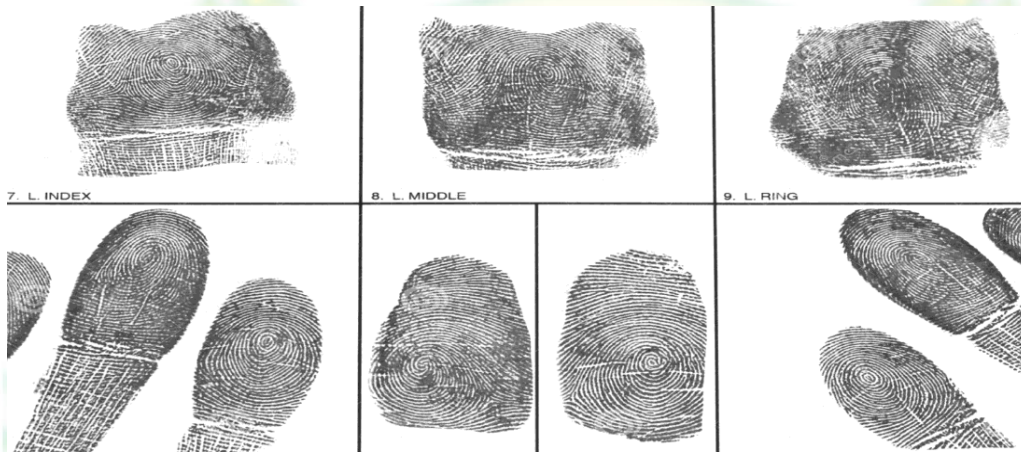 7. L. INDEX
8. L. MIDDLE
9. L. RING